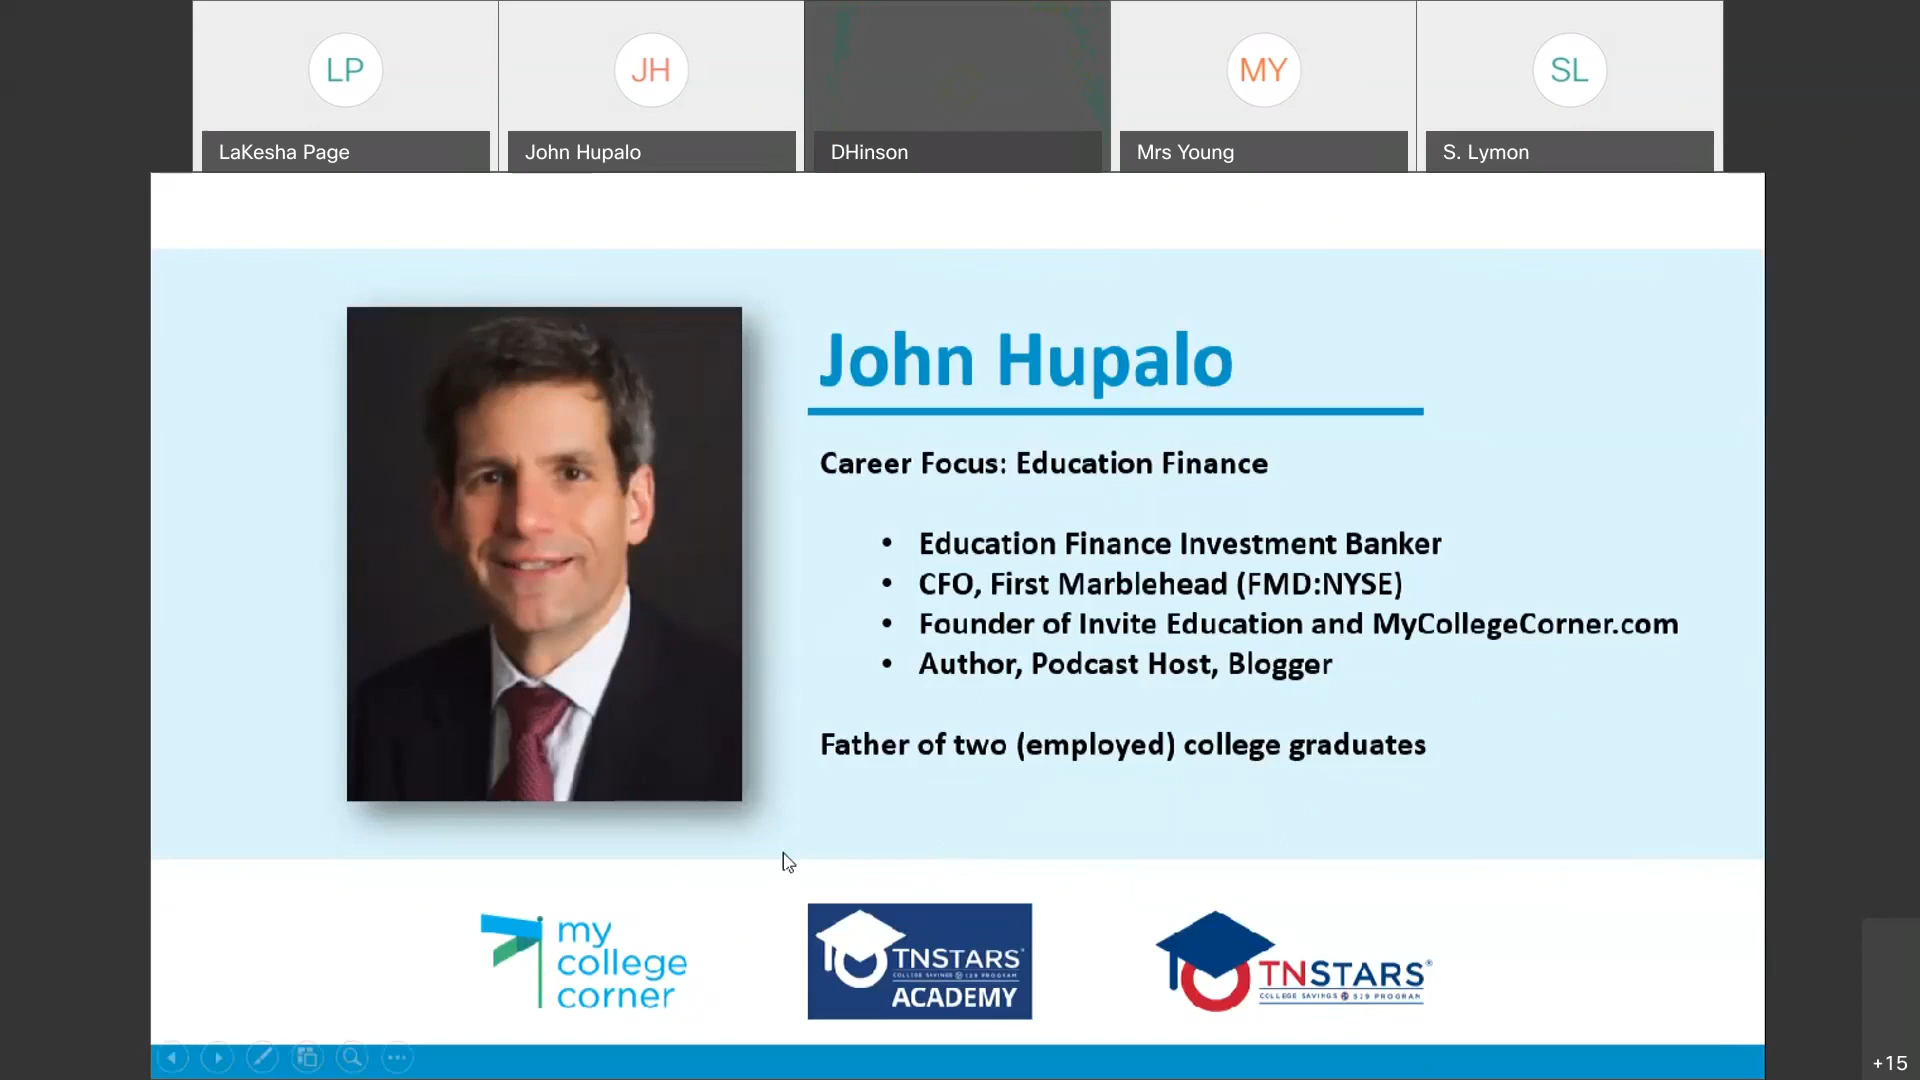 LP
JH
MY
SL
LaKesha Page
John Hupalo
DHinson
Mrs Young
S. Lymon
John Hupalo
Career Focus: Education Finance
• Education Finance Investment Banker
• CFO, First Marblehead (FMD:NYSE)
• Founder of Invite Education and MyCollegeCorner.com
• Author, Podcast Host, Blogger
Father of two (employed) college graduates
my
college
corner
TNSTARS®
COLLEGE SAVINGS 529 PROGRAM
ACADEMY
TNSTARS®
COLLEGE SAVINGS 529 PROGRAM
+15